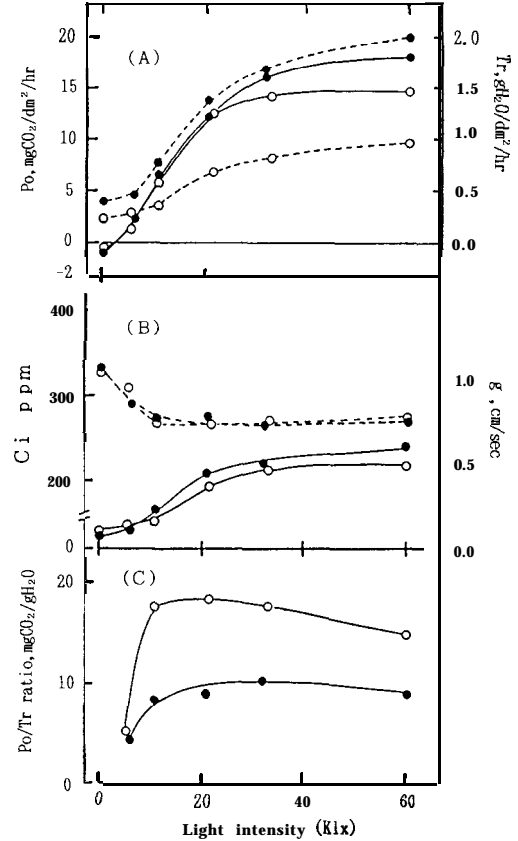 (A)
20
15
10
5
0
-2
Po, mgCO₂/dm²/hr
2.0
1.5
1.0
0.5
0.0
Tr, gH₂O/dm²/hr
(B)
400
300
200
0
Ci ppm
1.0
0.5
0.0
g, cm/sec
(C)
20
10
0
Po/Tr ratio, mgCO₂/gH₂O
0 20 40 60
Light intensity (Klx)